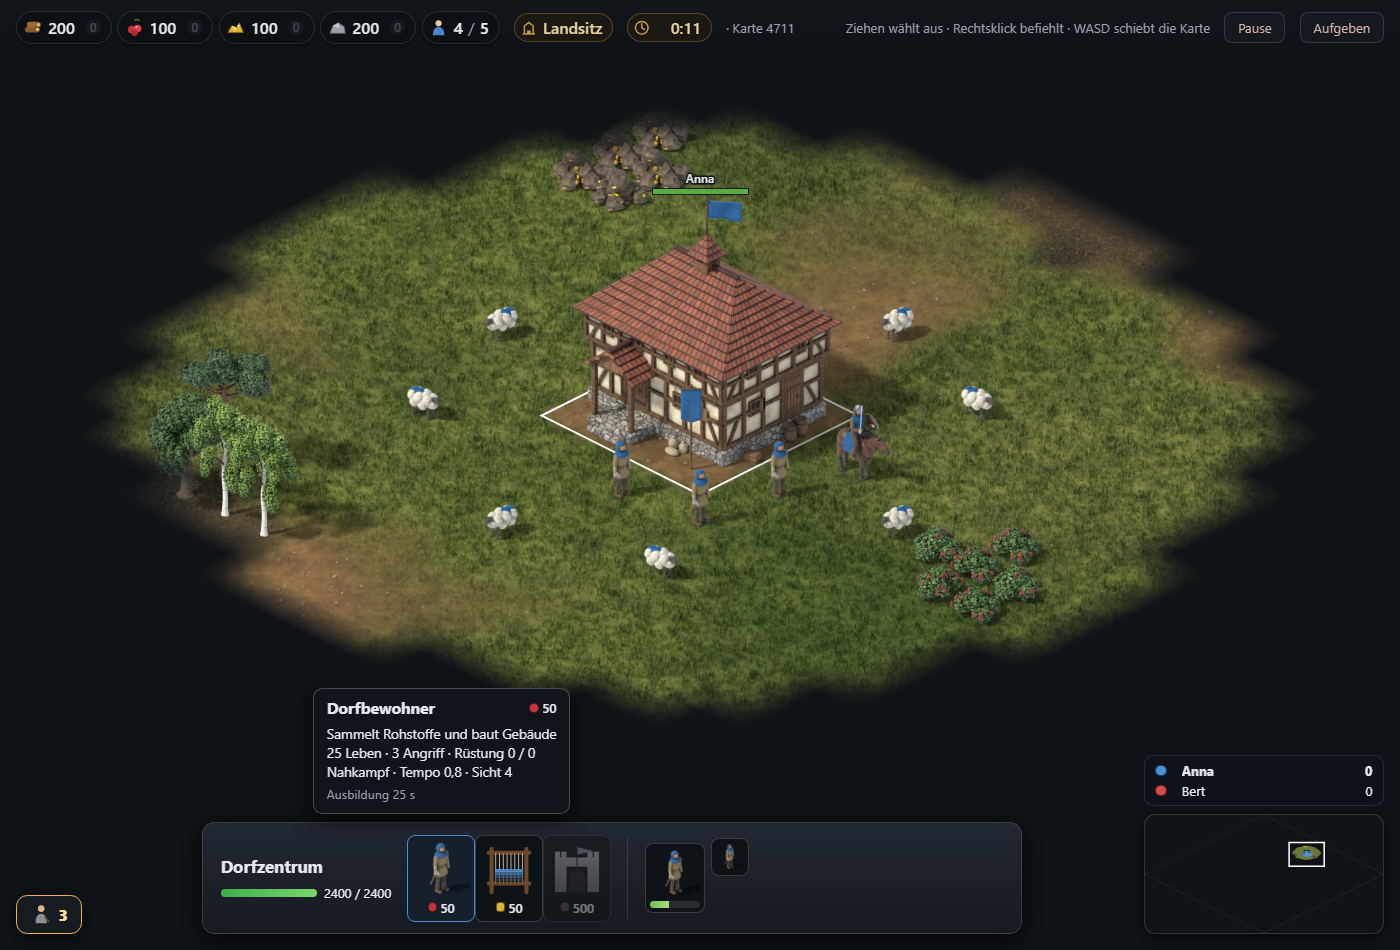 200 0 100 0 100 0 200 0 4 / 5 Landsitz 0:11 · Karte 4711 Ziehen wählt aus · Rechtsklick befiehlt · WASD schiebt die Karte Pause Aufgeben
Anna
Dorfbewohner 50
Sammelt Rohstoffe und baut Gebäude
25 Leben · 3 Angriff · Rüstung 0 / 0
Nahkampf · Tempo 0,8 · Sicht 4
Ausbildung 25 s
Anna 0
Bert 0
Dorfzentrum
2400 / 2400
50 50 500
3